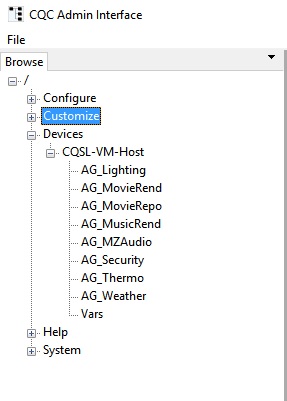 CQC Admin Interface
File
Browse
/
Configure
Customize
Devices
CQSL-VM-Host
AG_Lighting
AG_MovieRend
AG_MovieRepo
AG_MusicRend
AG_MZAudio
AG_Security
AG_Thermo
AG_Weather
Vars
Help
System